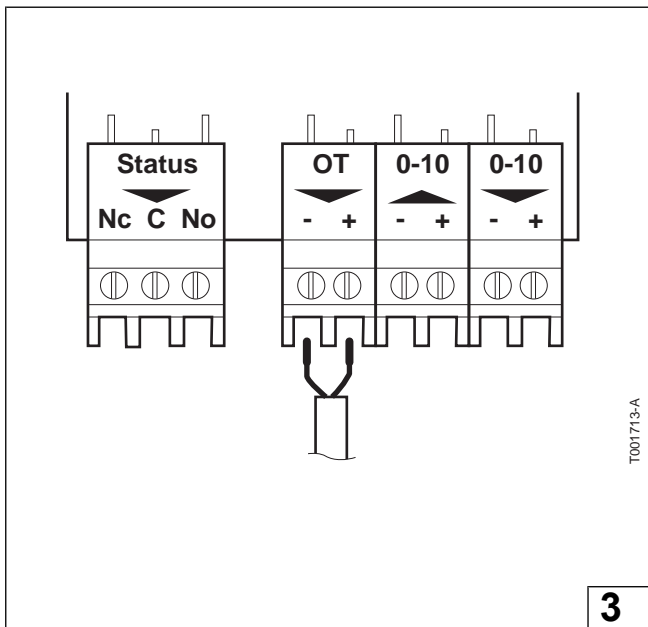 Status OT 0-10 0-10
Nc C No - + - + - +
T001713-A
3